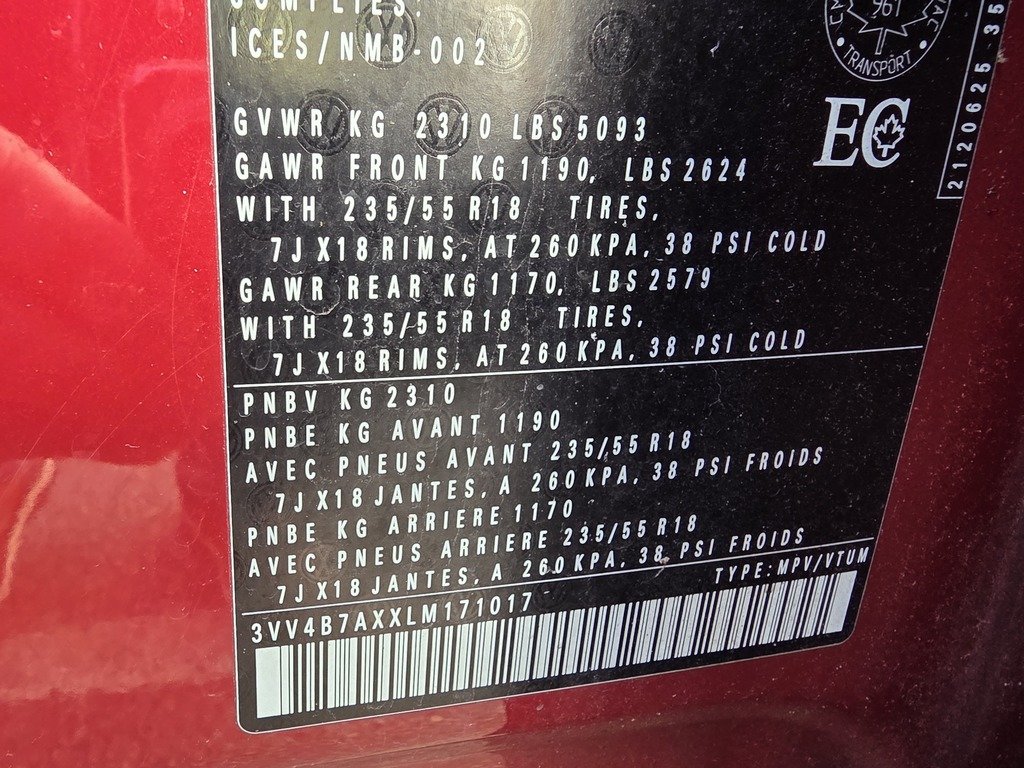 COMPLIES:
ICES/NMB-002
961
TRANSPORT
EC
2120625 35
GVWR KG 2310 LBS 5093
GAWR FRONT KG 1190, LBS 2624
WITH 235/55 R18 TIRES,
7J X18 RIMS, AT 260 KPA, 38 PSI COLD
GAWR REAR KG 1170, LBS 2579
WITH 235/55 R18 TIRES,
7J X18 RIMS, AT 260 KPA, 38 PSI COLD
PNBV KG 2310
PNBE KG AVANT 1190
AVEC PNEUS AVANT 235/55 R18
7J X18 JANTES, A 260 KPA, 38 PSI FROIDS
PNBE KG ARRIERE 1170
AVEC PNEUS ARRIERE 235/55 R18
7J X18 JANTES, A 260 KPA, 38 PSI FROIDS
TYPE: MPV/VTUM
3VV4B7AXXLM171017